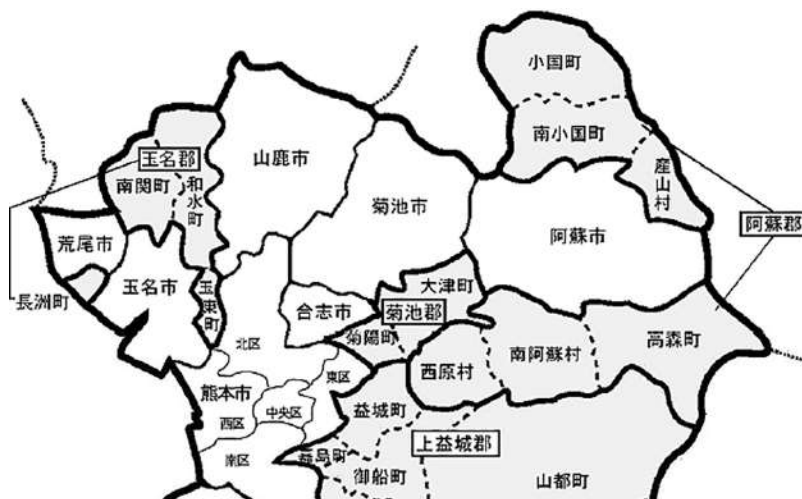 小国町
南小国町
産山村
阿蘇郡
山鹿市
玉名郡
南関町
和水町
菊池市
阿蘇市
荒尾市
長洲町
玉名市
玉東町
合志市
大津町
菊池郡
菊陽町
北区
東区
西原村
南阿蘇村
高森町
熊本市
西区
中央区
南区
益城町
嘉島町
上益城郡
御船町
山都町